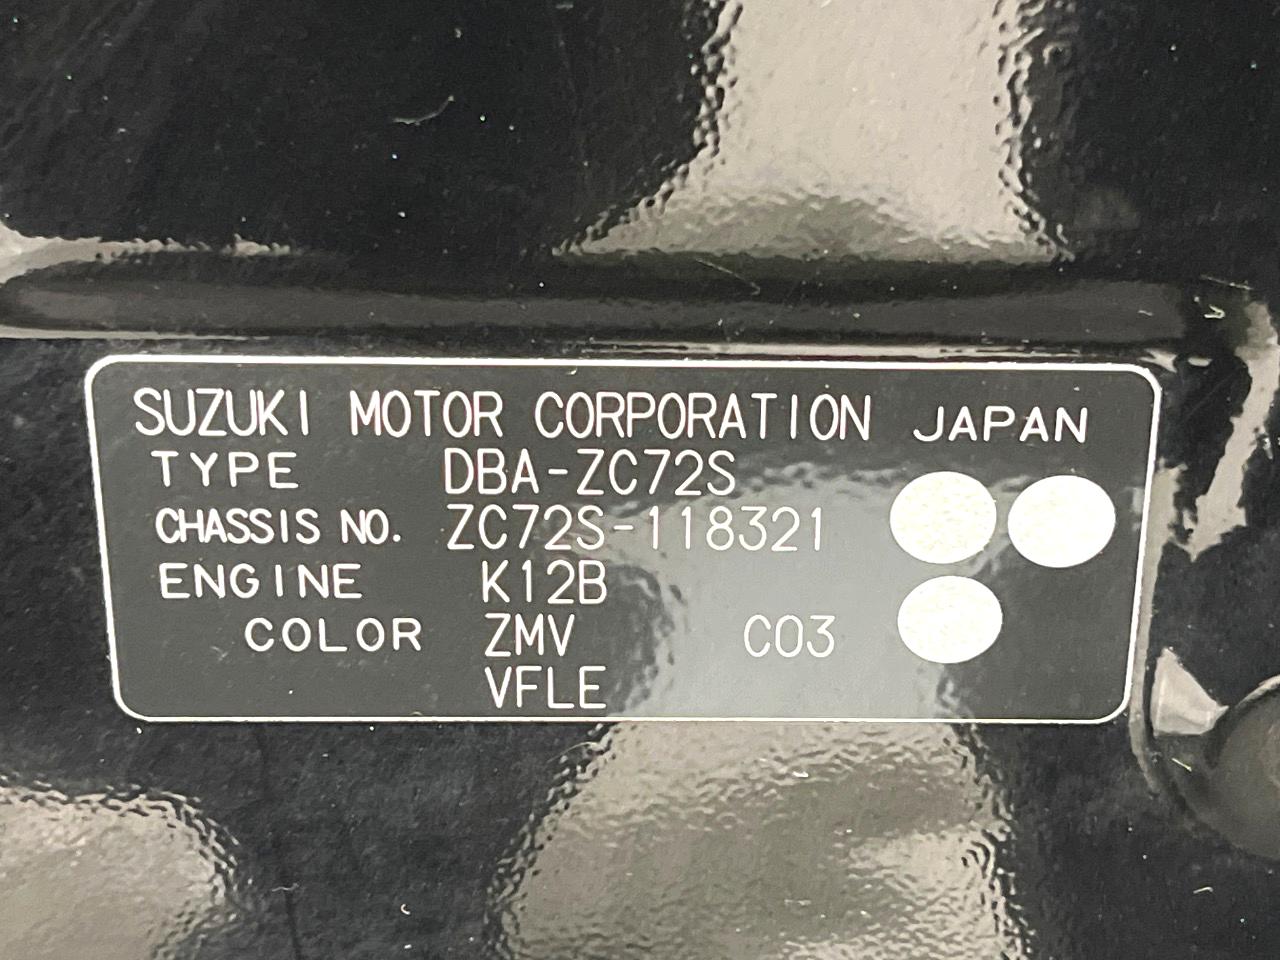 SUZUKI MOTOR CORPORATION JAPAN
TYPE DBA-ZC72S
CHASSIS NO. ZC72S-118321
ENGINE K12B
COLOR ZMV C03
VFLE